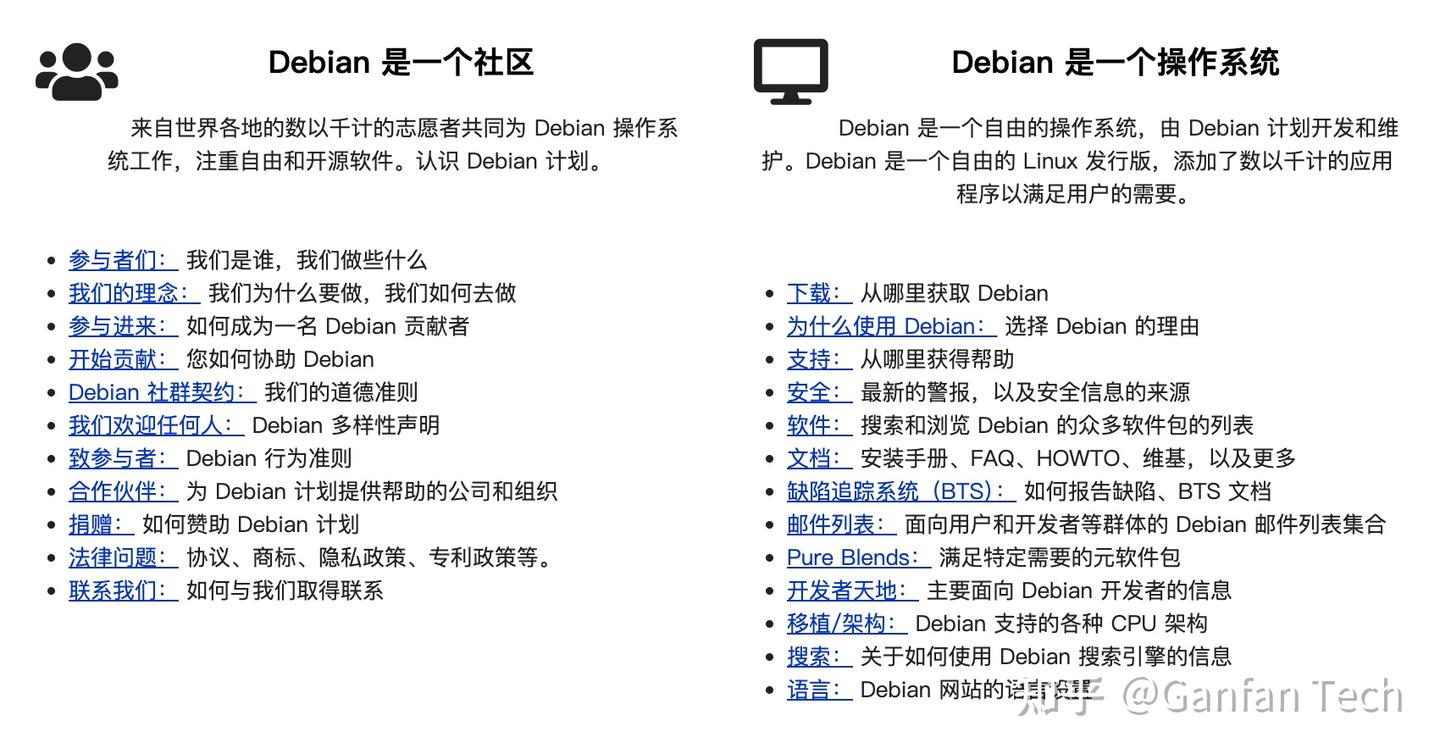 Debian 是一个社区
来自世界各地的数以千计的志愿者共同为 Debian 操作系
统工作，注重自由和开源软件。认识 Debian 计划。
参与者们： 我们是谁，我们做些什么
我们的理念： 我们为什么要做，我们如何去做
参与进来： 如何成为一名 Debian 贡献者
开始贡献： 您如何协助 Debian
Debian 社群契约： 我们的道德准则
我们欢迎任何人： Debian 多样性声明
致参与者： Debian 行为准则
合作伙伴： 为 Debian 计划提供帮助的公司和组织
捐赠： 如何赞助 Debian 计划
法律问题： 协议、商标、隐私政策、专利政策等。
联系我们： 如何与我们取得联系
Debian 是一个操作系统
Debian 是一个自由的操作系统，由 Debian 计划开发和维
护。Debian 是一个自由的 Linux 发行版，添加了数以千计的应用
程序以满足用户的需要。
下载： 从哪里获取 Debian
为什么使用 Debian： 选择 Debian 的理由
支持： 从哪里获得帮助
安全： 最新的警报，以及安全信息的来源
软件： 搜索和浏览 Debian 的众多软件包的列表
文档： 安装手册、FAQ、HOWTO、维基，以及更多
缺陷追踪系统（BTS）： 如何报告缺陷、BTS 文档
邮件列表： 面向用户和开发者等群体的 Debian 邮件列表集合
Pure Blends： 满足特定需要的元软件包
开发者天地： 主要面向 Debian 开发者的信息
移植/架构： Debian 支持的各种 CPU 架构
搜索： 关于如何使用 Debian 搜索引擎的信息
语言： Debian 网站的语言设置
知乎 @Ganfan Tech